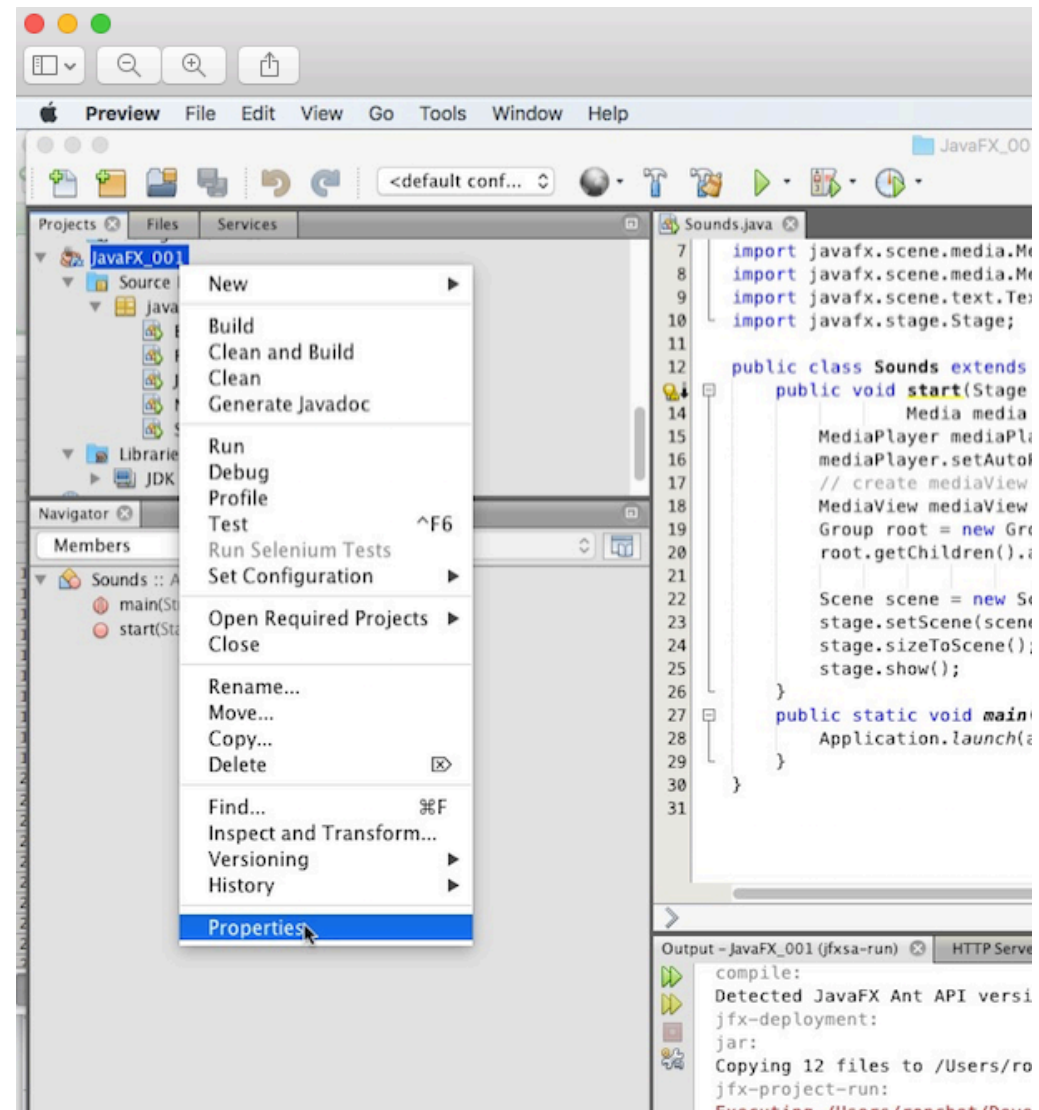 Preview File Edit View Go Tools Window Help
JavaFX_00
<default conf...
Projects Files Services
JavaFX_001
Source
java
Librarie
JDK
New
Build
Clean and Build
Clean
Generate Javadoc
Run
Debug
Profile
Test ^F6
Run Selenium Tests
Set Configuration
Open Required Projects
Close
Rename...
Move...
Copy...
Delete
Find... ⌘F
Inspect and Transform...
Versioning
History
Properties
Navigator
Members
Sounds :: A
main(St
start(Sta
Sounds.java
7 import javafx.scene.media.Me
8 import javafx.scene.media.Me
9 import javafx.scene.text.Tex
10 import javafx.stage.Stage;
11
12 public class Sounds extends
public void start(Stage
14 Media media
15 MediaPlayer mediaPla
16 mediaPlayer.setAutoP
17 // create mediaView
18 MediaView mediaView
19 Group root = new Gro
20 root.getChildren().a
21
22 Scene scene = new Sc
23 stage.setScene(scene
24 stage.sizeToScene();
25 stage.show();
26 }
27 public static void main(
28 Application.launch(a
29 }
30 }
31
Output - JavaFX_001 (jfxsa-run) HTTP Serve
compile:
Detected JavaFX Ant API versi
jfx-deployment:
jar:
Copying 12 files to /Users/ro
jfx-project-run: